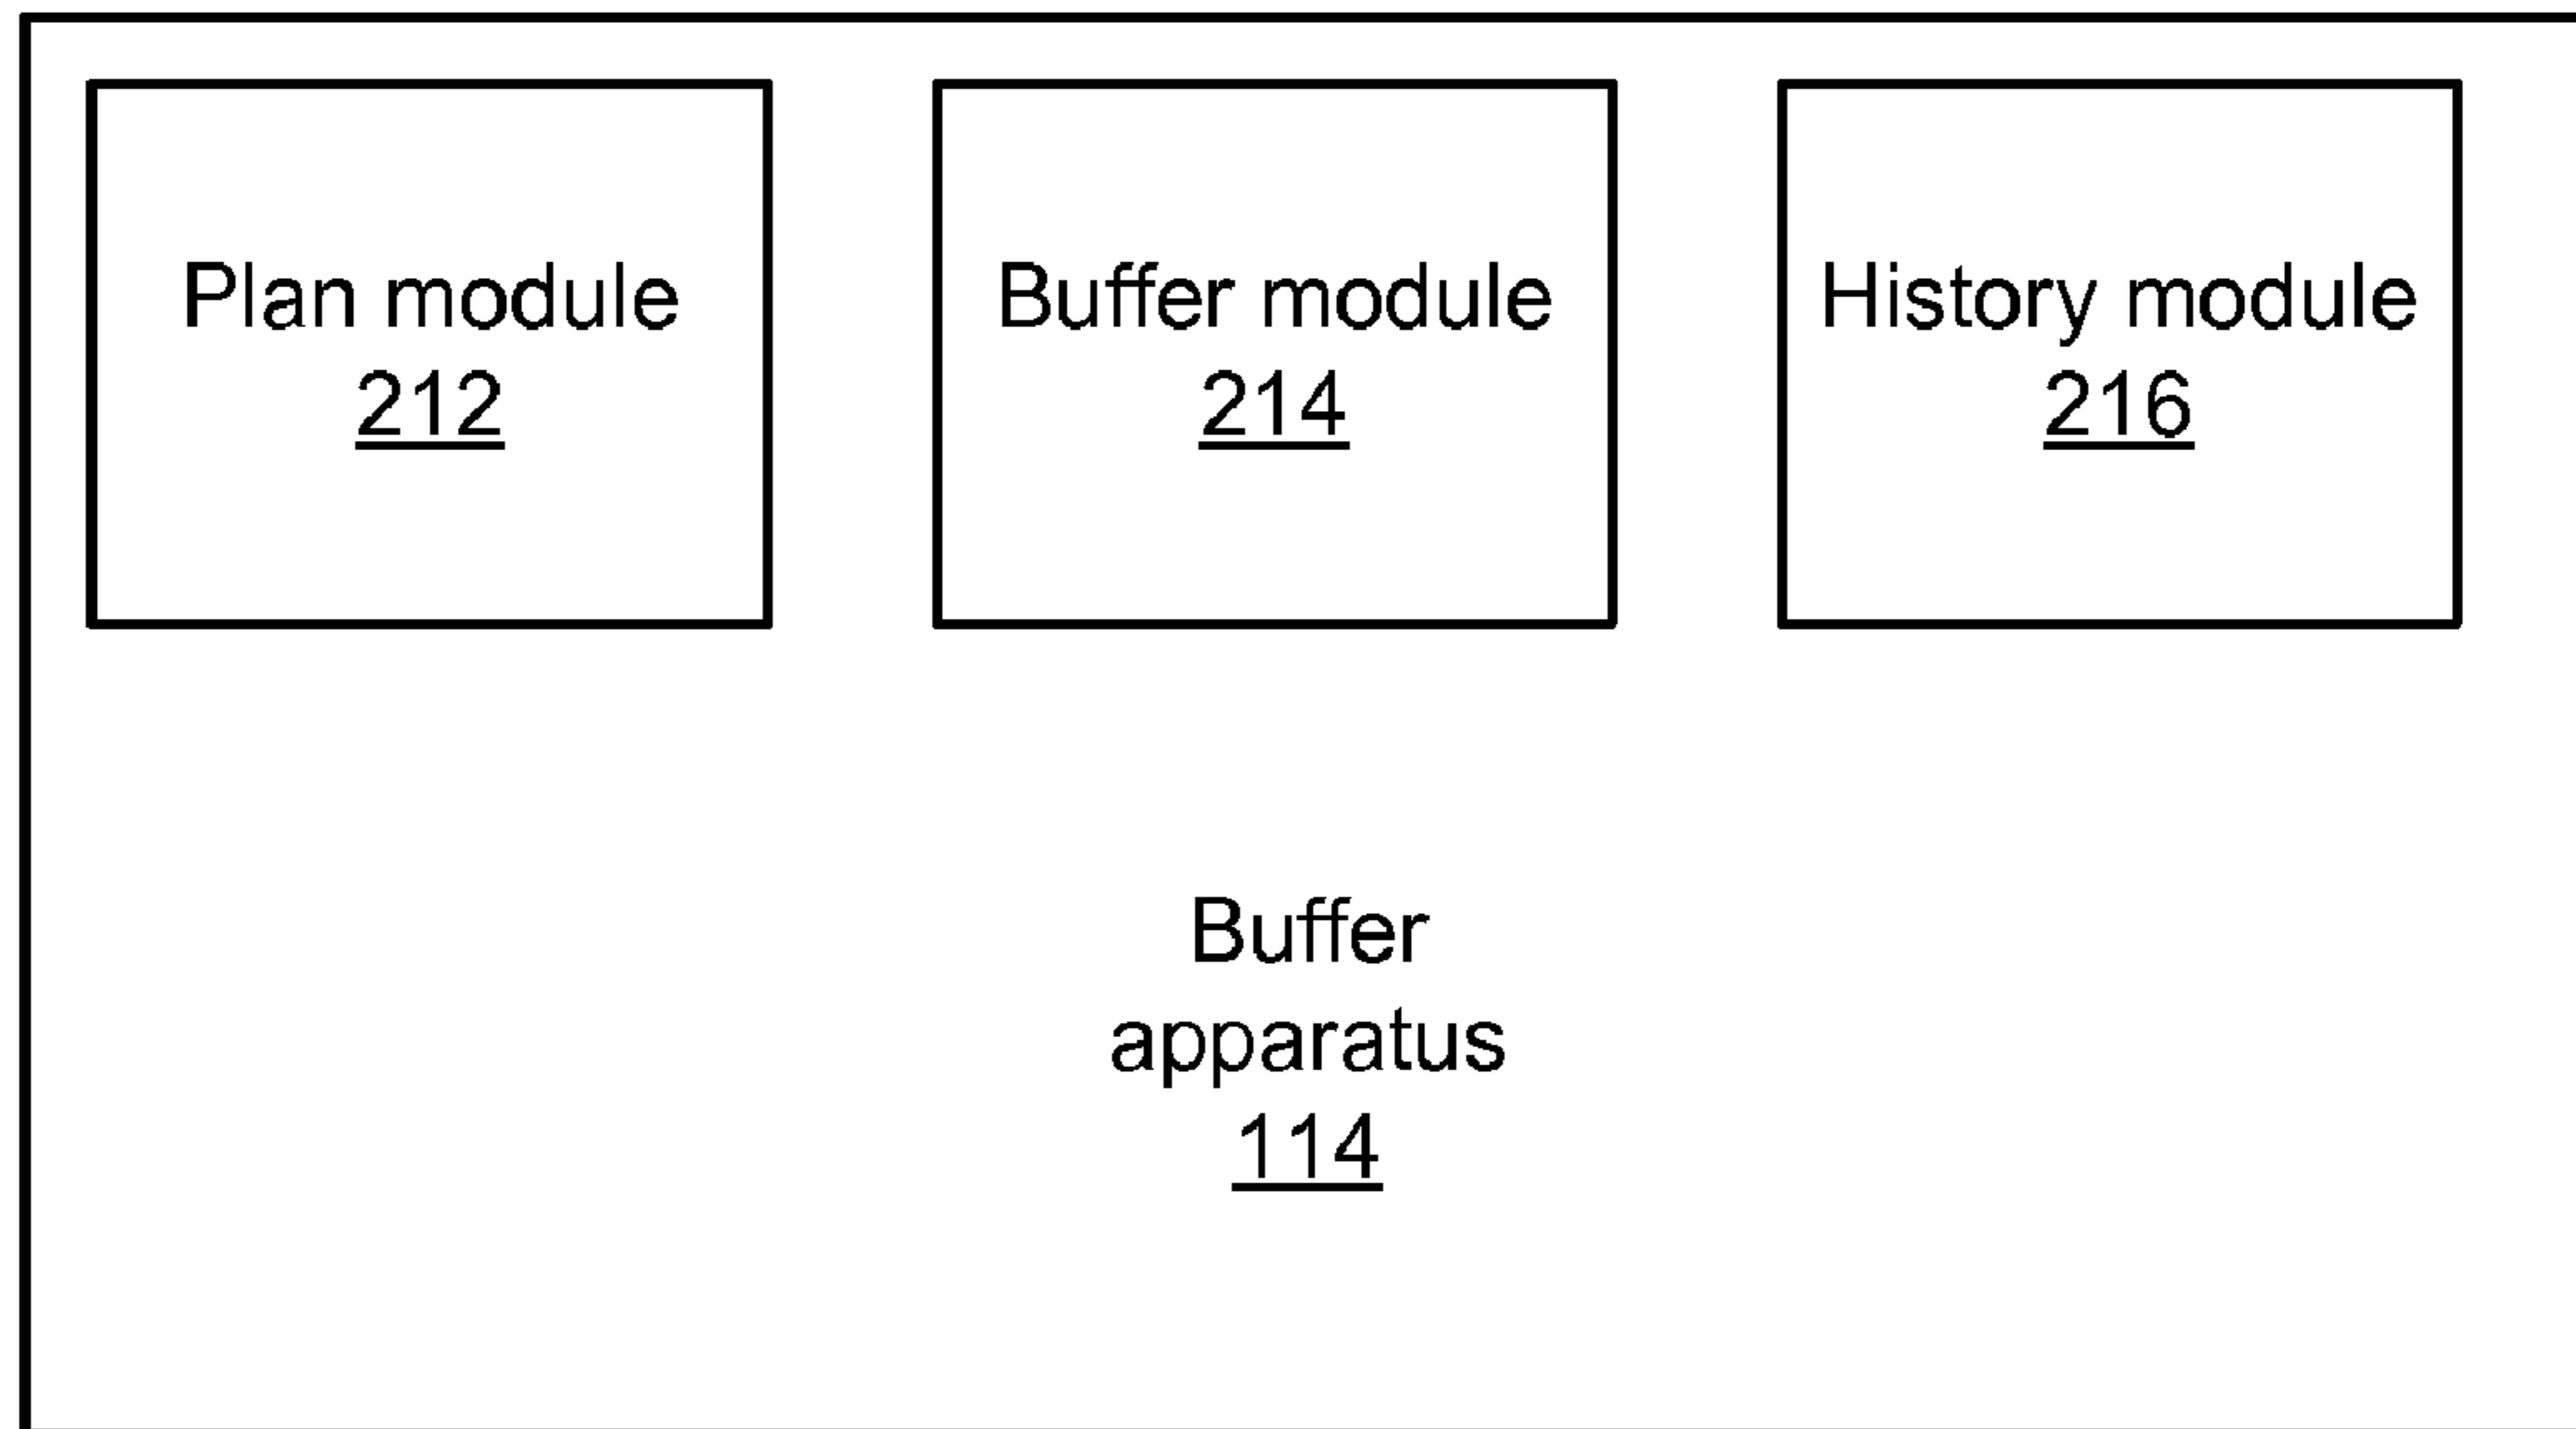 Plan module
212
Buffer module
214
History module
216
Buffer
apparatus
114